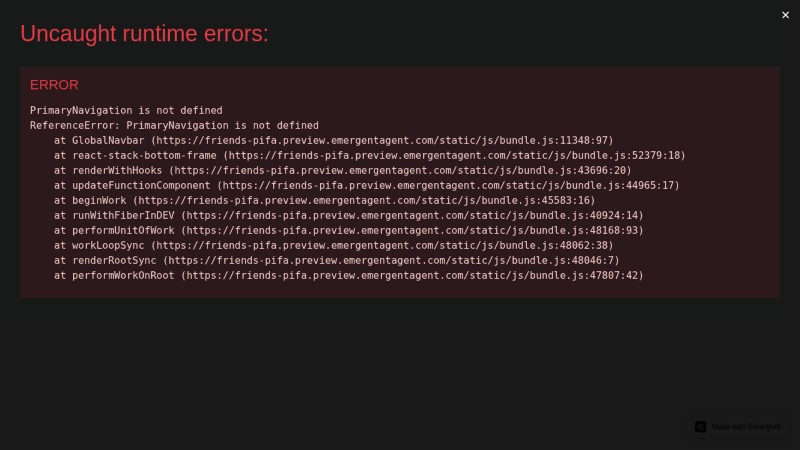 ×
Uncaught runtime errors:
ERROR
PrimaryNavigation is not defined
ReferenceError: PrimaryNavigation is not defined
    at GlobalNavbar (https://friends-pifa.preview.emergentagent.com/static/js/bundle.js:11348:97)
    at react-stack-bottom-frame (https://friends-pifa.preview.emergentagent.com/static/js/bundle.js:52379:18)
    at renderWithHooks (https://friends-pifa.preview.emergentagent.com/static/js/bundle.js:43696:20)
    at updateFunctionComponent (https://friends-pifa.preview.emergentagent.com/static/js/bundle.js:44965:17)
    at beginWork (https://friends-pifa.preview.emergentagent.com/static/js/bundle.js:45583:16)
    at runWithFiberInDEV (https://friends-pifa.preview.emergentagent.com/static/js/bundle.js:40924:14)
    at performUnitOfWork (https://friends-pifa.preview.emergentagent.com/static/js/bundle.js:48168:93)
    at workLoopSync (https://friends-pifa.preview.emergentagent.com/static/js/bundle.js:48062:38)
    at renderRootSync (https://friends-pifa.preview.emergentagent.com/static/js/bundle.js:48046:7)
    at performWorkOnRoot (https://friends-pifa.preview.emergentagent.com/static/js/bundle.js:47807:42)
Made with Emergent